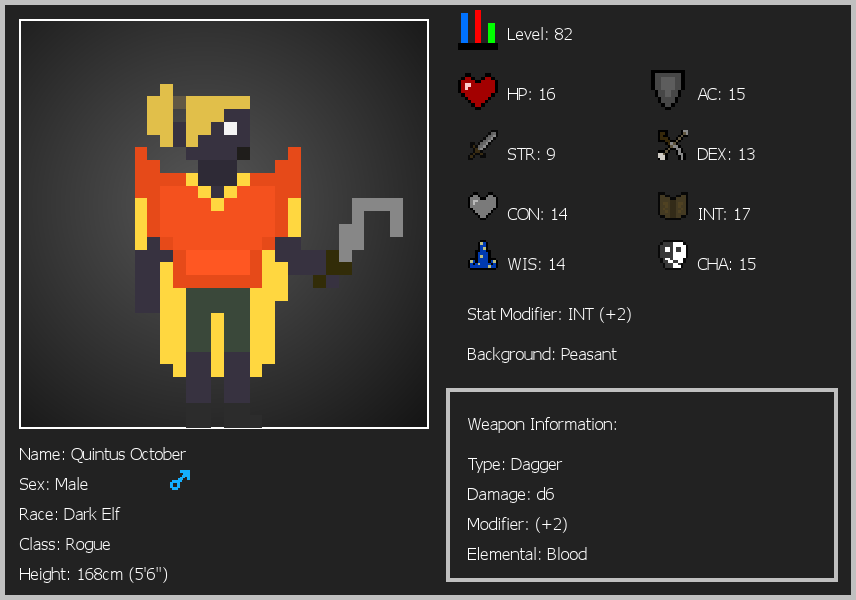 Level: 82
HP: 16
AC: 15
STR: 9
DEX: 13
CON: 14
INT: 17
WIS: 14
CHA: 15
Stat Modifier: INT (+2)
Background: Peasant
Weapon Information:
Type: Dagger
Damage: d6
Modifier: (+2)
Elemental: Blood
Name: Quintus October
Sex: Male
Race: Dark Elf
Class: Rogue
Height: 168cm (5'6")